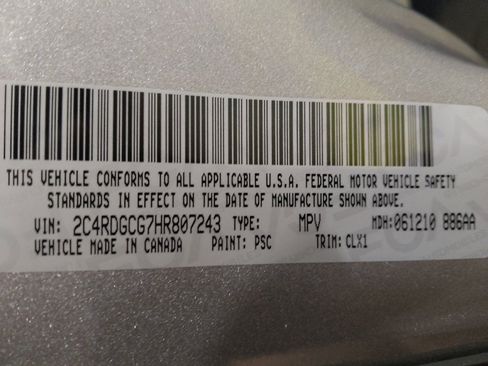 THIS VEHICLE CONFORMS TO ALL APPLICABLE U.S.A. FEDERAL MOTOR VEHICLE SAFETY
STANDARDS IN EFFECT ON THE DATE OF MANUFACTURE SHOWN ABOVE.
VIN: 2C4RDGCG7HR807243 TYPE: MPV MDH:061210 886AA
VEHICLE MADE IN CANADA PAINT: PSC TRIM: CLX1